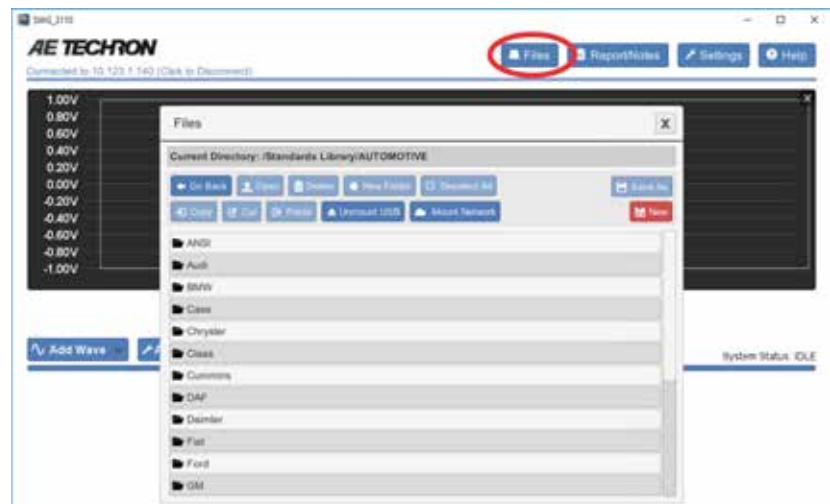 AE TECHRON
Files Report/Notes Settings Help
Connected to 10.123.1.140 (Click to Disconnect)
1.00V
0.80V
0.60V
0.40V
0.20V
0.00V
-0.20V
-0.40V
-0.60V
-0.80V
-1.00V
X
Files X
Current Directory: /Standards Library/AUTOMOTIVE
Go Back Open Delete New Folder Deselect All Save As
Copy Cut Paste Unmount USB Mount Network New
ANSI
Audi
BMW
Case
Chrysler
Claas
Cummins
DAF
Daimler
Fiat
Ford
GM
Add Wave
System Status: IDLE